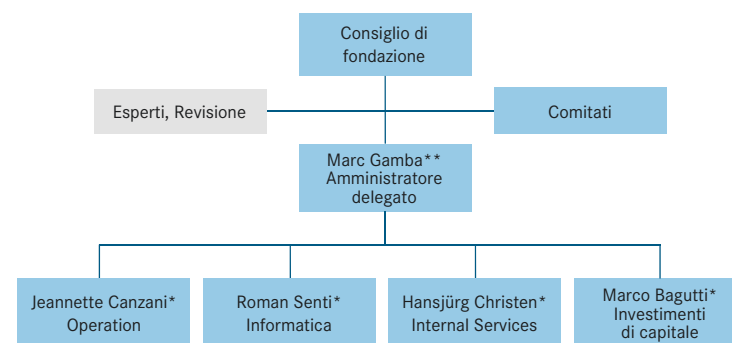 Consiglio di
fondazione
Esperti, Revisione
Comitati
Marc Gamba**
Amministratore
delegato
Jeannette Canzani*
Operation
Roman Senti*
Informatica
Hansjürg Christen*
Internal Services
Marco Bagutti*
Investimenti
di capitale